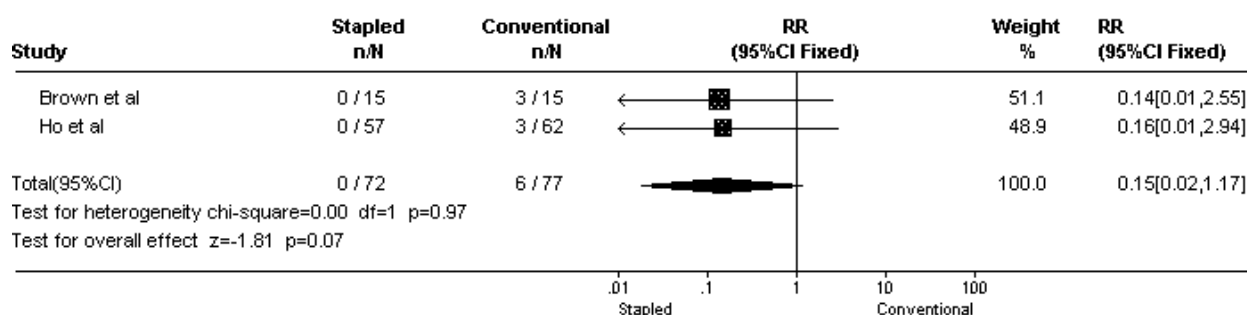 Stapled Conventional RR Weight RR
Study n/N n/N (95%CI Fixed) % (95%CI Fixed)
Brown et al 0 / 15 3 / 15 51.1 0.14[0.01,2.55]
Ho et al 0 / 57 3 / 62 48.9 0.16[0.01,2.94]
Total(95%CI) 0 / 72 6 / 77 100.0 0.15[0.02,1.17]
Test for heterogeneity chi-square=0.00 df=1 p=0.97
Test for overall effect z=-1.81 p=0.07
.01 .1 1 10 100
Stapled Conventional